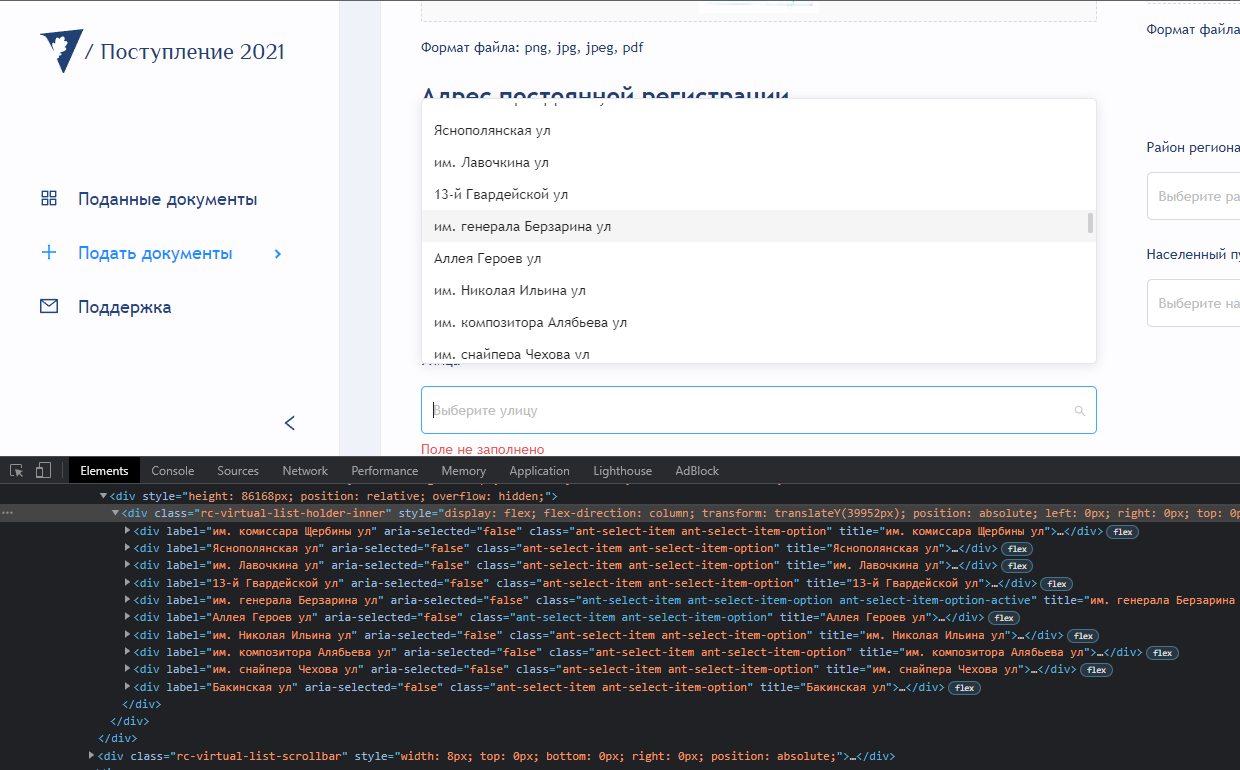 / Поступление 2021
Поданные документы
Подать документы
Поддержка
Формат файла: png, jpg, jpeg, pdf
Адрес постоянной регистрации
Яснополянская ул
им. Лавочкина ул
13-й Гвардейской ул
им. генерала Берзарина ул
Аллея Героев ул
им. Николая Ильина ул
им. композитора Алябьева ул
им. снайпера Чехова ул
Улица
Выберите улицу
Поле не заполнено
Формат файла
Район региона
Выберите ра
Населенный пу
Выберите на
Elements Console Sources Network Performance Memory Application Lighthouse AdBlock
▼<div style="height: 86168px; position: relative; overflow: hidden;">
… ▼<div class="rc-virtual-list-holder-inner" style="display: flex; flex-direction: column; transform: translateY(39952px); position: absolute; left: 0px; right: 0px; top: 0p
▶<div label="им. комиссара Щербины ул" aria-selected="false" class="ant-select-item ant-select-item-option" title="им. комиссара Щербины ул">…</div> flex
▶<div label="Яснополянская ул" aria-selected="false" class="ant-select-item ant-select-item-option" title="Яснополянская ул">…</div> flex
▶<div label="им. Лавочкина ул" aria-selected="false" class="ant-select-item ant-select-item-option" title="им. Лавочкина ул">…</div> flex
▶<div label="13-й Гвардейской ул" aria-selected="false" class="ant-select-item ant-select-item-option" title="13-й Гвардейской ул">…</div> flex
▶<div label="им. генерала Берзарина ул" aria-selected="false" class="ant-select-item ant-select-item-option ant-select-item-option-active" title="им. генерала Берзарина
▶<div label="Аллея Героев ул" aria-selected="false" class="ant-select-item ant-select-item-option" title="Аллея Героев ул">…</div> flex
▶<div label="им. Николая Ильина ул" aria-selected="false" class="ant-select-item ant-select-item-option" title="им. Николая Ильина ул">…</div> flex
▶<div label="им. композитора Алябьева ул" aria-selected="false" class="ant-select-item ant-select-item-option" title="им. композитора Алябьева ул">…</div> flex
▶<div label="им. снайпера Чехова ул" aria-selected="false" class="ant-select-item ant-select-item-option" title="им. снайпера Чехова ул">…</div> flex
▶<div label="Бакинская ул" aria-selected="false" class="ant-select-item ant-select-item-option" title="Бакинская ул">…</div> flex
</div>
</div>
</div>
▶<div class="rc-virtual-list-scrollbar" style="width: 8px; top: 0px; bottom: 0px; right: 0px; position: absolute;">…</div>